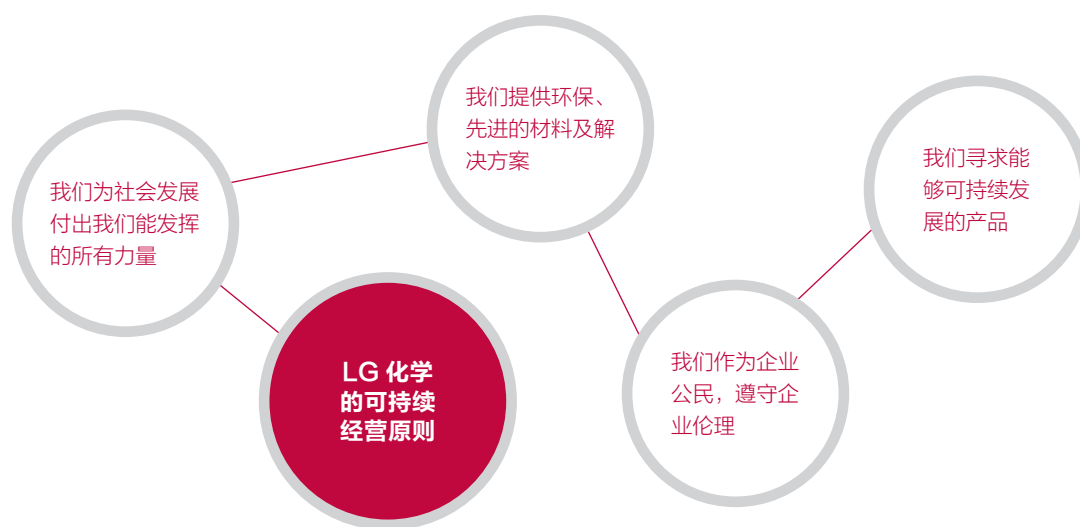 我们提供环保、
先进的材料及解
决方案
我们寻求能
够可持续发
展的产品
我们为社会发展
付出我们能发挥
的所有力量
LG 化学
的可持续
经营原则
我们作为企业
公民，遵守企
业伦理